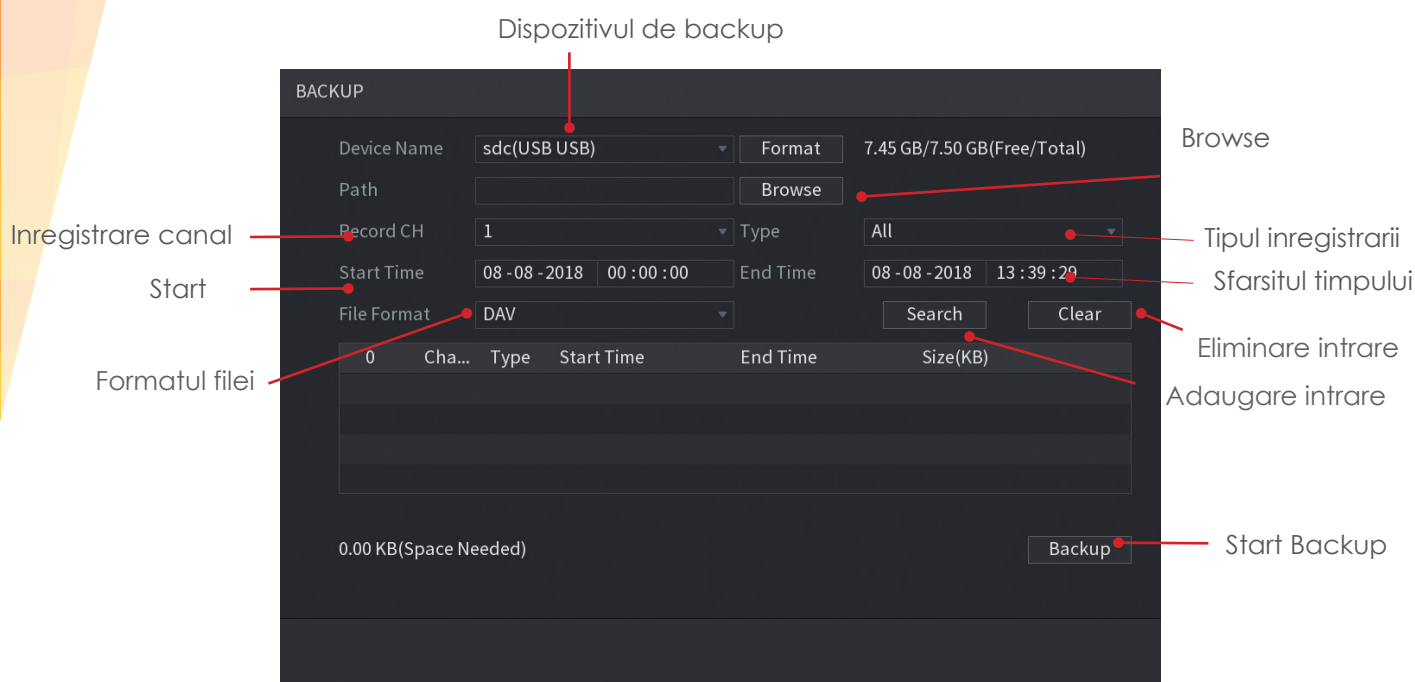 Dispozitivul de backup
BACKUP
Device Name sdc(USB USB) Format 7.45 GB/7.50 GB(Free/Total)
Browse
Path Browse
Inregistrare canal
Record CH 1 Type All
Tipul inregistrarii
Start
Start Time 08-08-2018 00:00:00 End Time 08-08-2018 13:39:29
Sfarsitul timpului
File Format DAV Search Clear
Eliminare intrare
0 Cha... Type Start Time End Time Size(KB)
Formatul filei
Adaugare intrare
0.00 KB(Space Needed) Backup
Start Backup